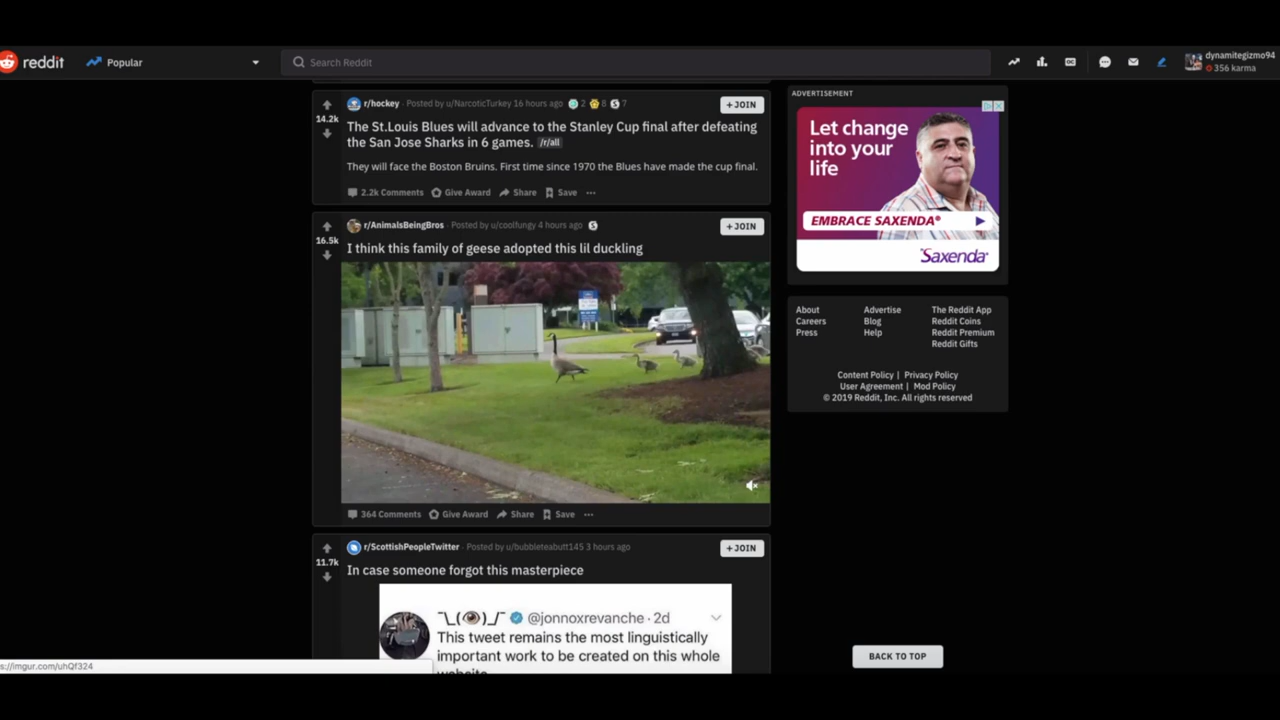 reddit
Popular
Search Reddit
dynamitegizmo94
356 karma
r/hockey · Posted by u/NarcoticTurkey 16 hours ago 2 8 S 7
+ JOIN
14.2k
The St.Louis Blues will advance to the Stanley Cup final after defeating
the San Jose Sharks in 6 games. /r/all
They will face the Boston Bruins. First time since 1970 the Blues have made the cup final.
2.2k Comments Give Award Share Save ...
r/AnimalsBeingBros · Posted by u/coolfungy 4 hours ago S
+ JOIN
16.5k
I think this family of geese adopted this lil duckling
364 Comments Give Award Share Save ...
r/ScottishPeopleTwitter · Posted by u/bubbleteabutt145 3 hours ago
+ JOIN
11.7k
In case someone forgot this masterpiece
¯\_(👁)_/¯ @jonnoxrevanche · 2d
This tweet remains the most linguistically
important work to be created on this whole
website
s://imgur.com/uhQf324
ADVERTISEMENT
Let change
into your
life
EMBRACE SAXENDA®
Saxenda®
About Advertise The Reddit App
Careers Blog Reddit Coins
Press Help Reddit Premium
Reddit Gifts
Content Policy | Privacy Policy
User Agreement | Mod Policy
© 2019 Reddit, Inc. All rights reserved
BACK TO TOP